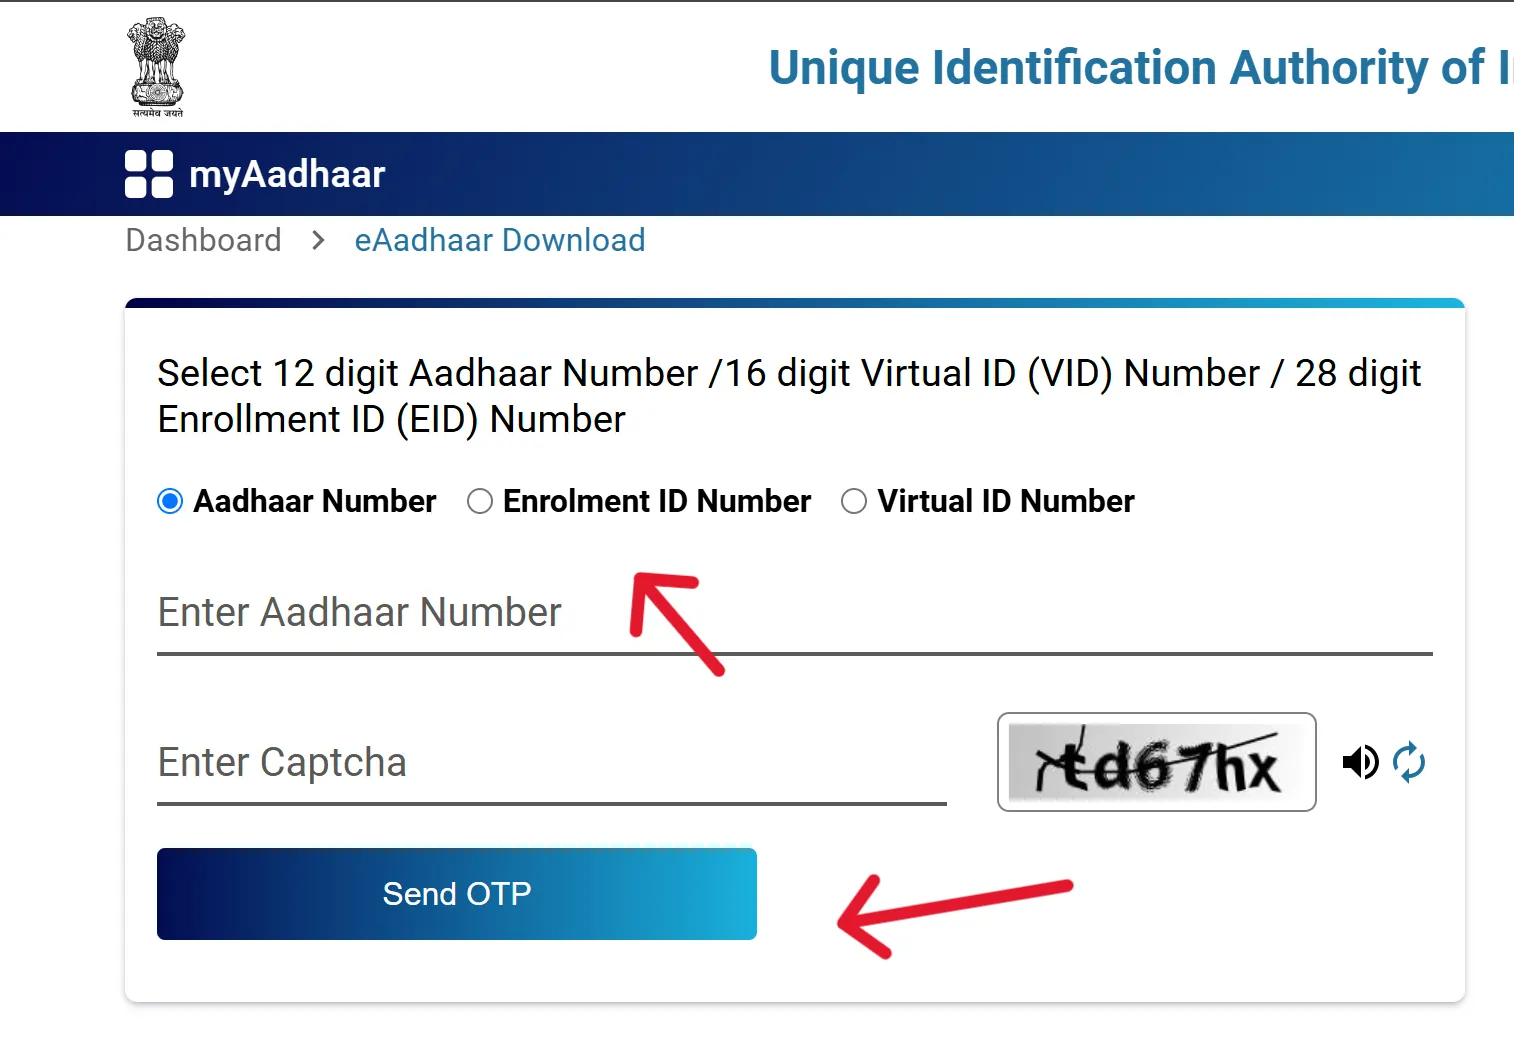 सत्यमेव जयते
Unique Identification Authority of I
myAadhaar
Dashboard > eAadhaar Download
Select 12 digit Aadhaar Number /16 digit Virtual ID (VID) Number / 28 digit
Enrollment ID (EID) Number
Aadhaar Number Enrolment ID Number Virtual ID Number
Enter Aadhaar Number
Enter Captcha td67hx
Send OTP